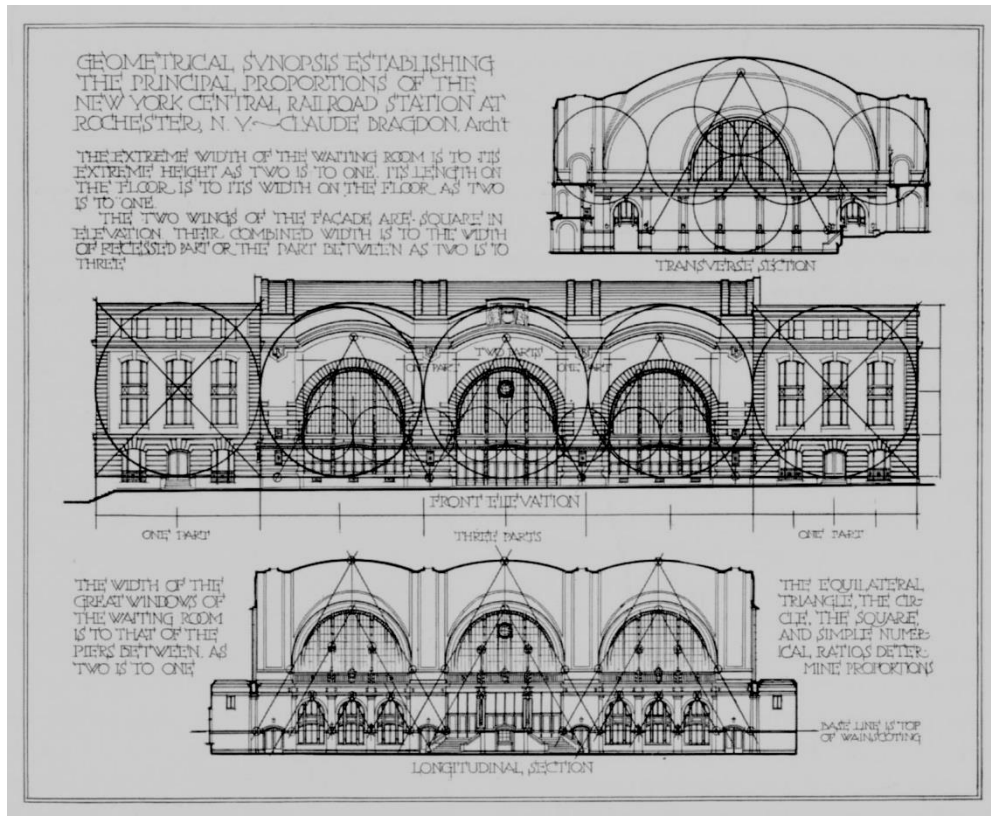 GEOMETRICAL SYNOPSIS ESTABLISHING
THE PRINCIPAL PROPORTIONS OF THE
NEW YORK CENTRAL RAILROAD STATION AT
ROCHESTER, N. Y.~CLAUDE BRAGDON, Archt
THE EXTREME WIDTH OF THE WAITING ROOM IS TO ITS
EXTREME HEIGHT AS TWO IS TO ONE. ITS LENGTH ON
THE FLOOR IS TO ITS WIDTH ON THE FLOOR AS TWO
IS TO ONE.
THE TWO WINGS OF THE FACADE ARE SQUARE IN
ELEVATION. THEIR COMBINED WIDTH IS TO THE WIDTH
OF RECESSED PART OR THE PART BETWEEN AS TWO IS TO
THREE
TRANSVERSE SECTION
TWO PARTS
ONE PART ONE PART
FRONT ELEVATION
ONE PART THREE PARTS ONE PART
THE WIDTH OF THE
GREAT WINDOWS OF
THE WAITING ROOM
IS TO THAT OF THE
PIERS BETWEEN, AS
TWO IS TO ONE
THE EQUILATERAL
TRIANGLE, THE CIR-
CLE, THE SQUARE,
AND SIMPLE NUMER-
ICAL RATIOS DETER-
MINE PROPORTIONS
BASE LINE IS TOP
OF WAINSCOTING
LONGITUDINAL SECTION